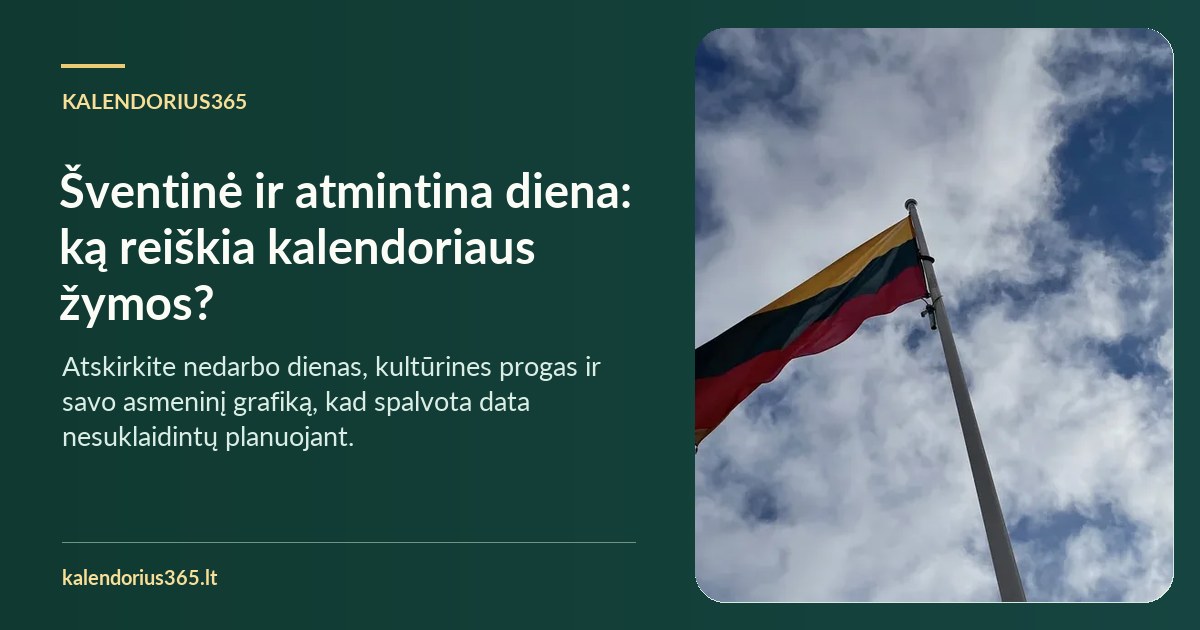 KALENDORIUS365
Šventinė ir atmintina diena:
ką reiškia kalendoriaus
žymos?
Atskirkite nedarbo dienas, kultūrines progas ir
savo asmeninį grafiką, kad spalvota data
nesuklaidintų planuojant.
kalendorius365.lt